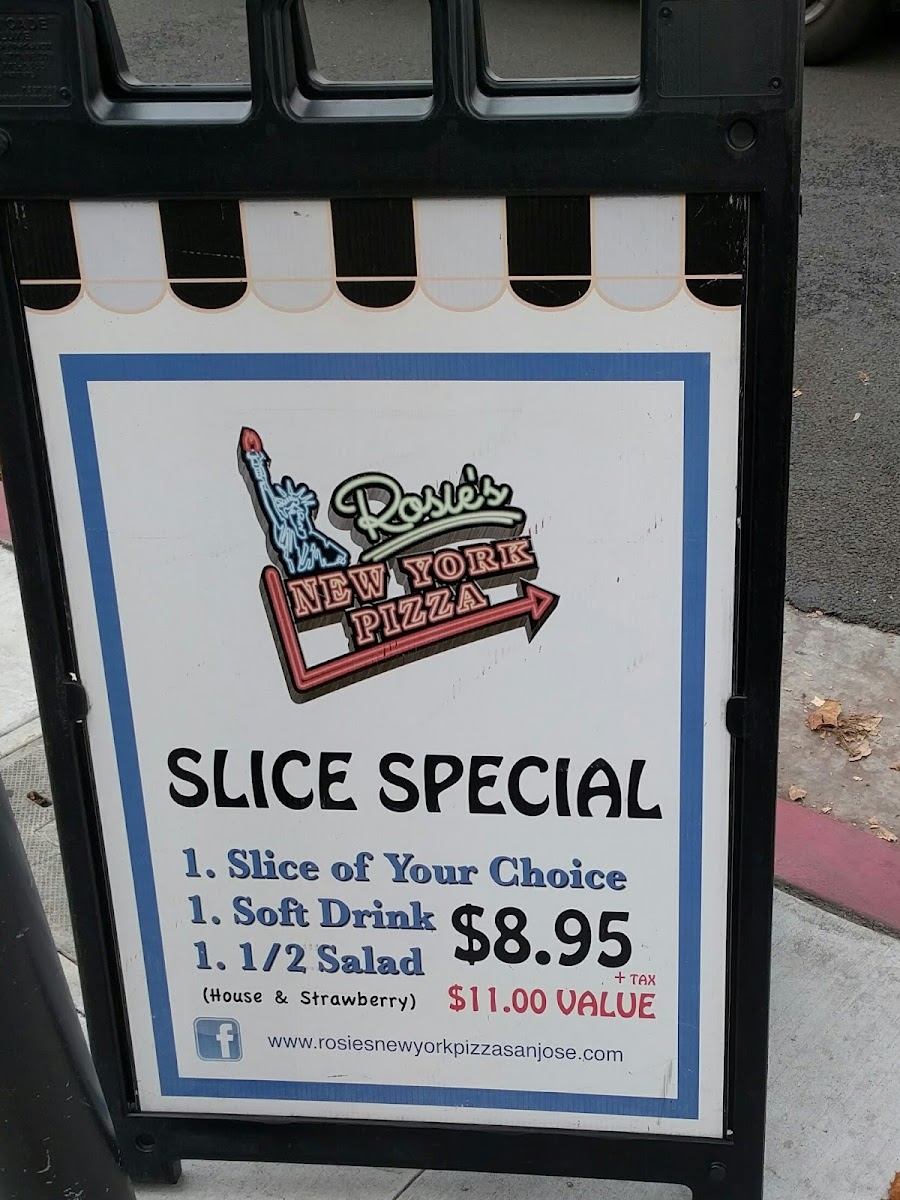 Rosie's
NEW YORK
PIZZA
SLICE SPECIAL
1. Slice of Your Choice
1. Soft Drink
1. 1/2 Salad
$8.95
+ TAX
(House & Strawberry)
$11.00 VALUE
f
www.rosiesnewyorkpizzasanjose.com